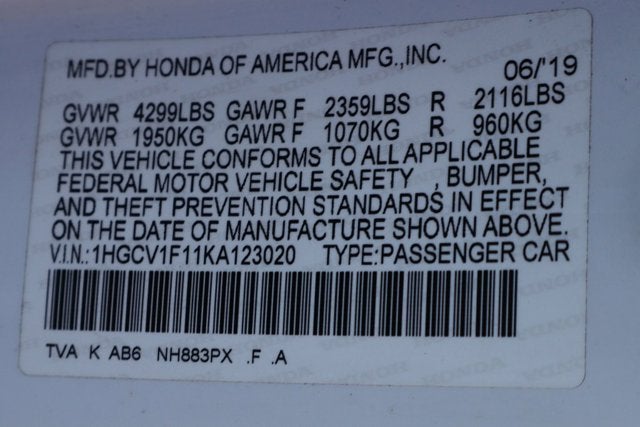 MFD.BY HONDA OF AMERICA MFG.,INC.
06/'19
GVWR 4299LBS GAWR F 2359LBS R 2116LBS
GVWR 1950KG GAWR F 1070KG R 960KG
THIS VEHICLE CONFORMS TO ALL APPLICABLE
FEDERAL MOTOR VEHICLE SAFETY , BUMPER,
AND THEFT PREVENTION STANDARDS IN EFFECT
ON THE DATE OF MANUFACTURE SHOWN ABOVE.
V.I.N.:1HGCV1F11KA123020 TYPE:PASSENGER CAR
TVA K AB6 NH883PX .F .A